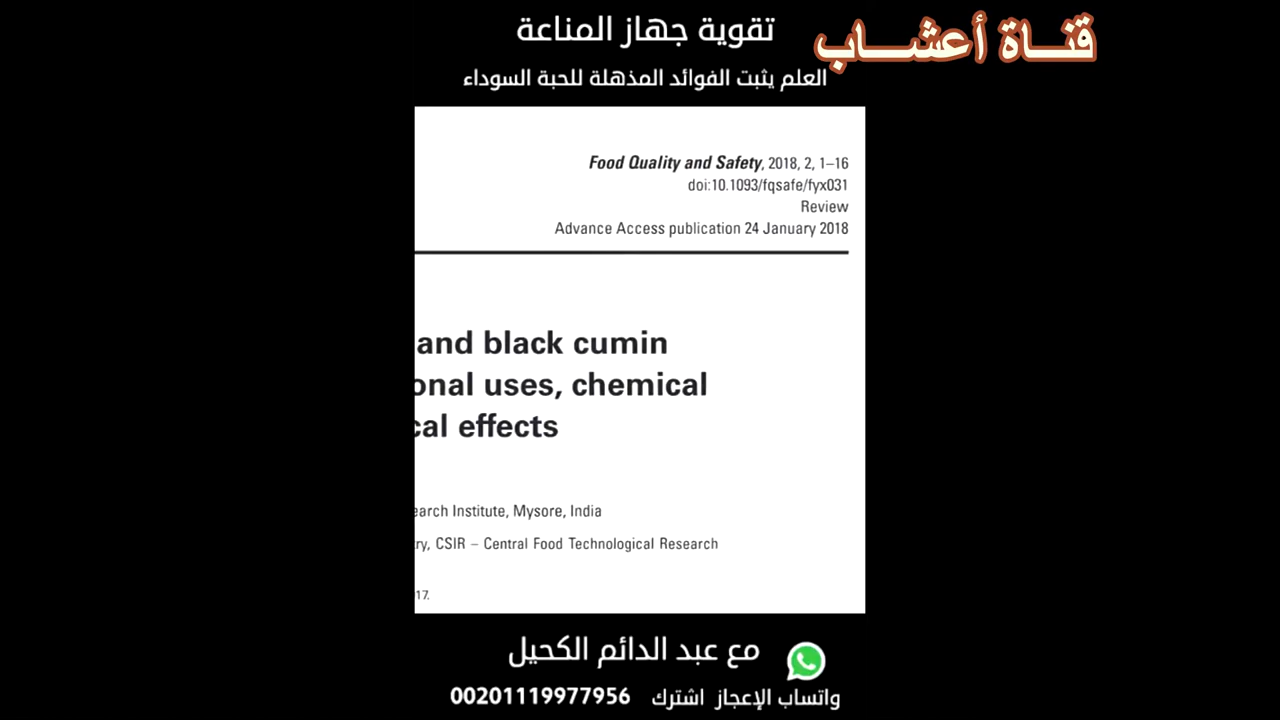 تقوية جهاز المناعة
قناة أعشاب
العلم يثبت الفوائد المذهلة للحبة السوداء
Food Quality and Safety, 2018, 2, 1–16
doi:10.1093/fqsafe/fyx031
Review
Advance Access publication 24 January 2018
and black cumin
onal uses, chemical
cal effects
earch Institute, Mysore, India
ry, CSIR – Central Food Technological Research
17.
مع عبد الدائم الكحيل
واتساب الإعجاز اشترك 00201119977956